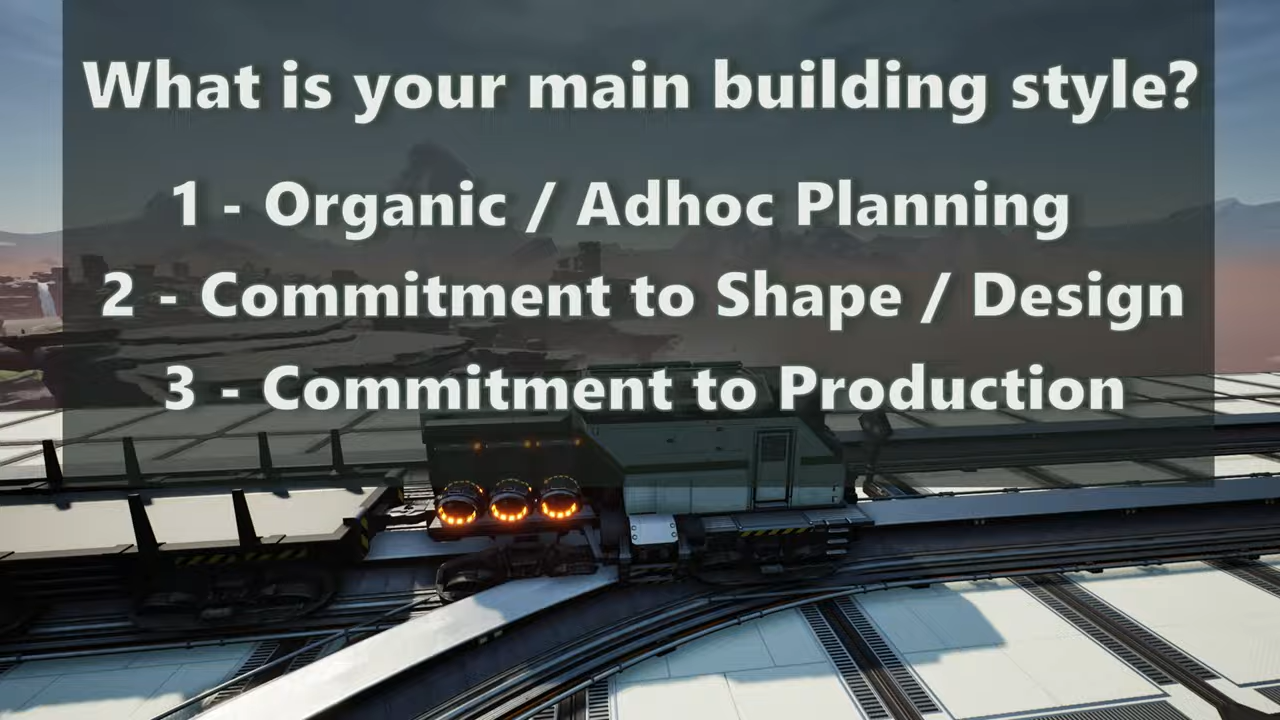 What is your main building style?
1 - Organic / Adhoc Planning
2 - Commitment to Shape / Design
3 - Commitment to Production